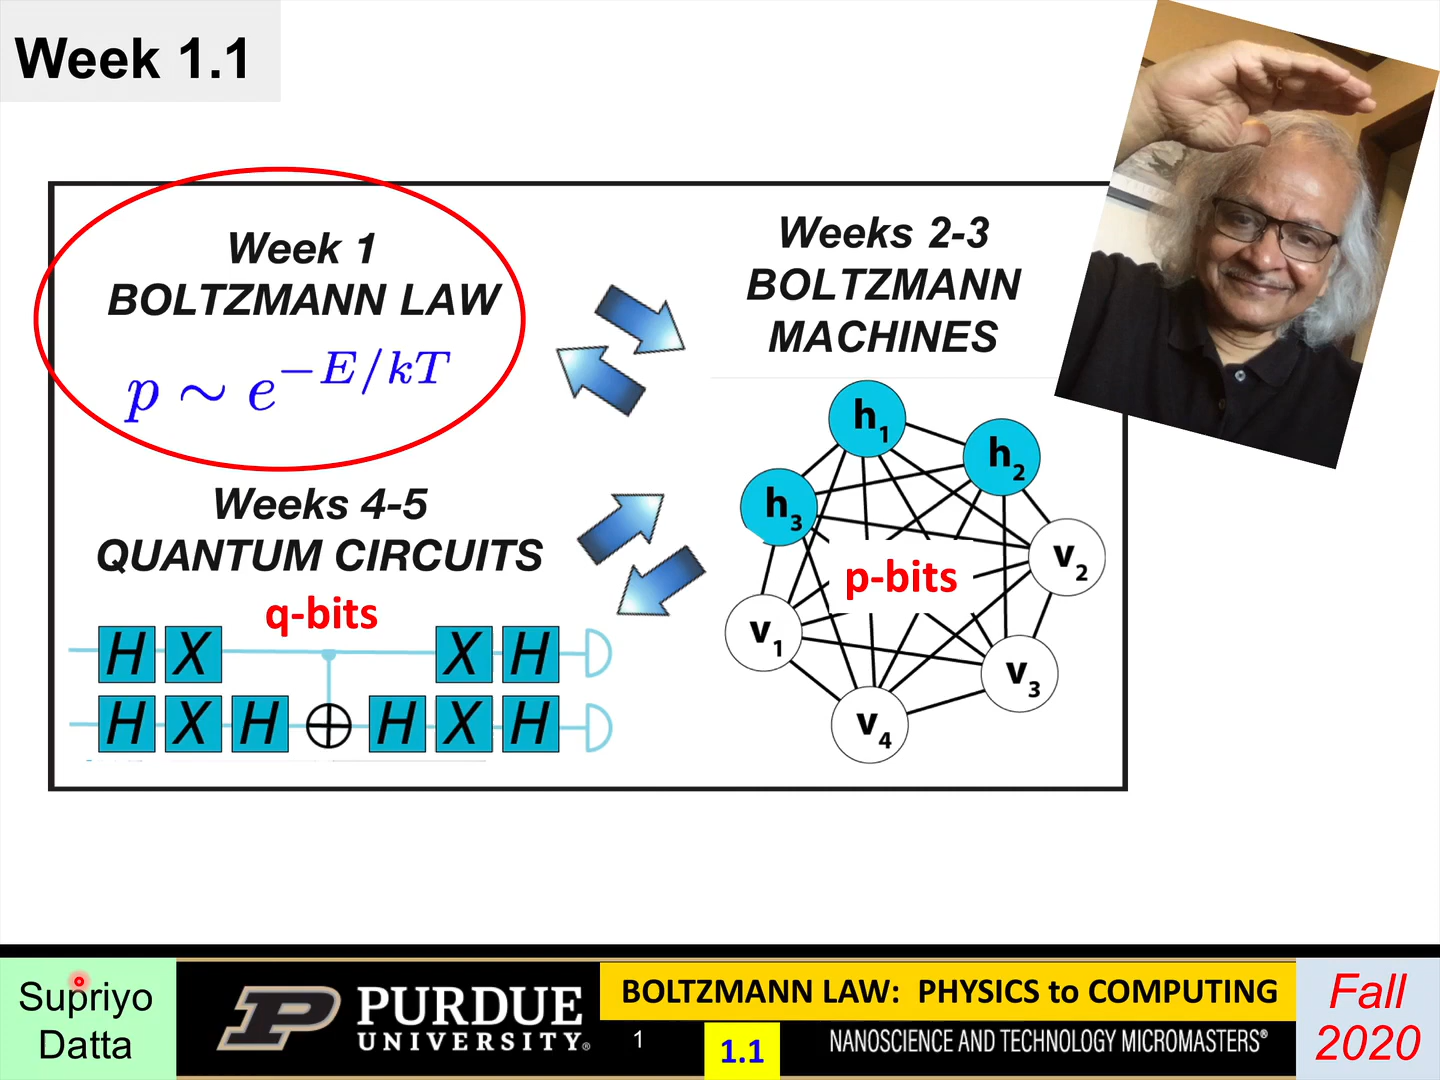 Week 1.1
Week 1
BOLTZMANN LAW
p ~ e^{-E/kT}
Weeks 2-3
BOLTZMANN
MACHINES
h₁
h₂
h₃
v₂
p-bits
v₁
v₃
v₄
Weeks 4-5
QUANTUM CIRCUITS
q-bits
H X X H
H X H H X H
Supriyo
Datta
P PURDUE
UNIVERSITY®
1
BOLTZMANN LAW: PHYSICS to COMPUTING
1.1
NANOSCIENCE AND TECHNOLOGY MICROMASTERS®
Fall
2020